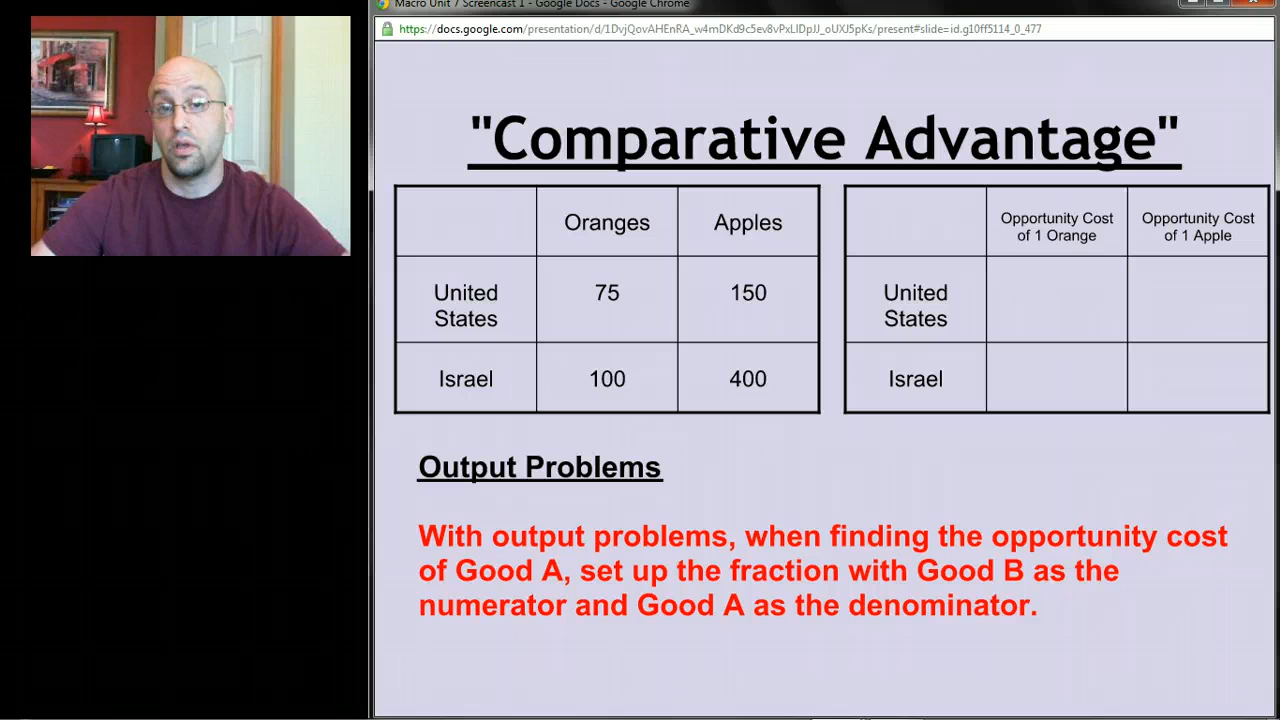 Macro Unit 7 Screencast 1 - Google Docs - Google Chrome
https://docs.google.com/presentation/d/1DvjQovAHEnRA_w4mDKd9c5ev8vPxLIDpJJ_oUXJ5pKs/present#slide=id.g10ff5114_0_477
"Comparative Advantage"
Oranges Apples
United States 75 150
Israel 100 400
Opportunity Cost of 1 Orange Opportunity Cost of 1 Apple
United States
Israel
Output Problems
With output problems, when finding the opportunity cost
of Good A, set up the fraction with Good B as the
numerator and Good A as the denominator.